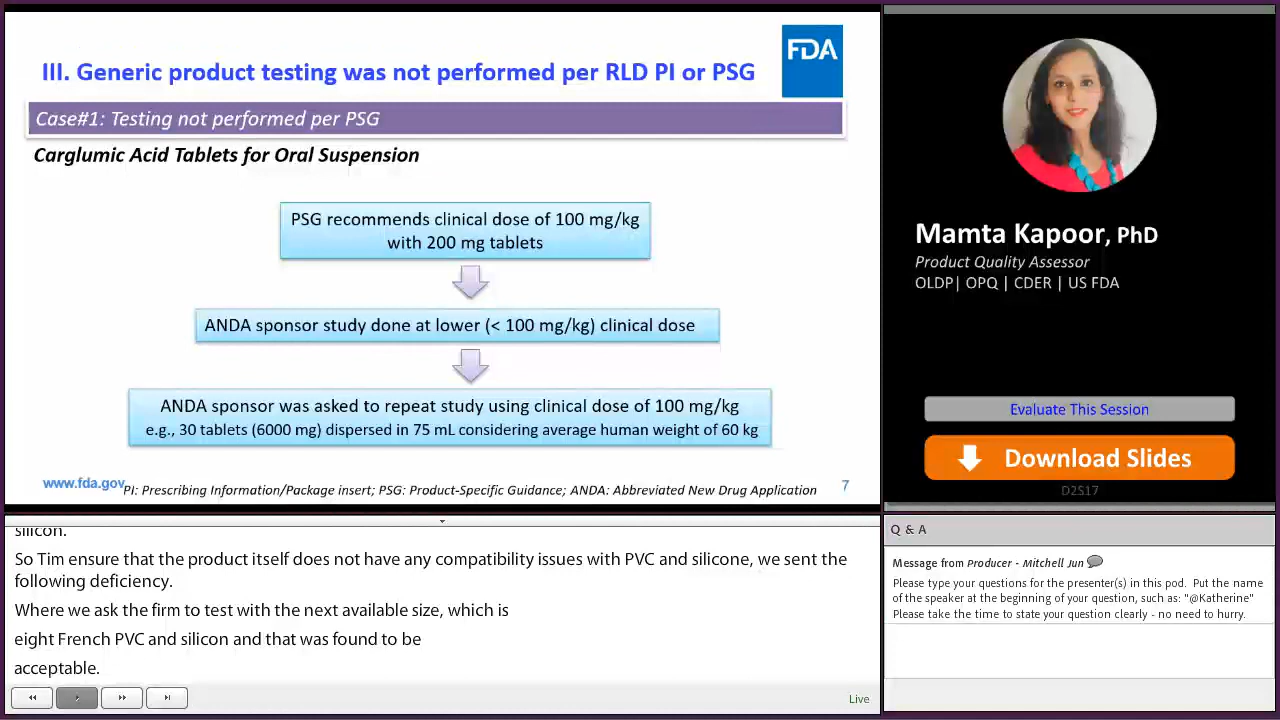 FDA
III. Generic product testing was not performed per RLD PI or PSG
Case#1: Testing not performed per PSG
Carglumic Acid Tablets for Oral Suspension
PSG recommends clinical dose of 100 mg/kg
with 200 mg tablets
ANDA sponsor study done at lower (< 100 mg/kg) clinical dose
ANDA sponsor was asked to repeat study using clinical dose of 100 mg/kg
e.g., 30 tablets (6000 mg) dispersed in 75 mL considering average human weight of 60 kg
www.fda.gov
PI: Prescribing Information/Package insert; PSG: Product-Specific Guidance; ANDA: Abbreviated New Drug Application
7
Mamta Kapoor, PhD
Product Quality Assessor
OLDP| OPQ | CDER | US FDA
Evaluate This Session
Download Slides
D2S17
silicon.
So Tim ensure that the product itself does not have any compatibility issues with PVC and silicone, we sent the
following deficiency.
Where we ask the firm to test with the next available size, which is
eight French PVC and silicon and that was found to be
acceptable.
Live
Q & A
Message from Producer - Mitchell Jun
Please type your questions for the presenter(s) in this pod. Put the name
of the speaker at the beginning of your question, such as: "@Katherine"
Please take the time to state your question clearly - no need to hurry.